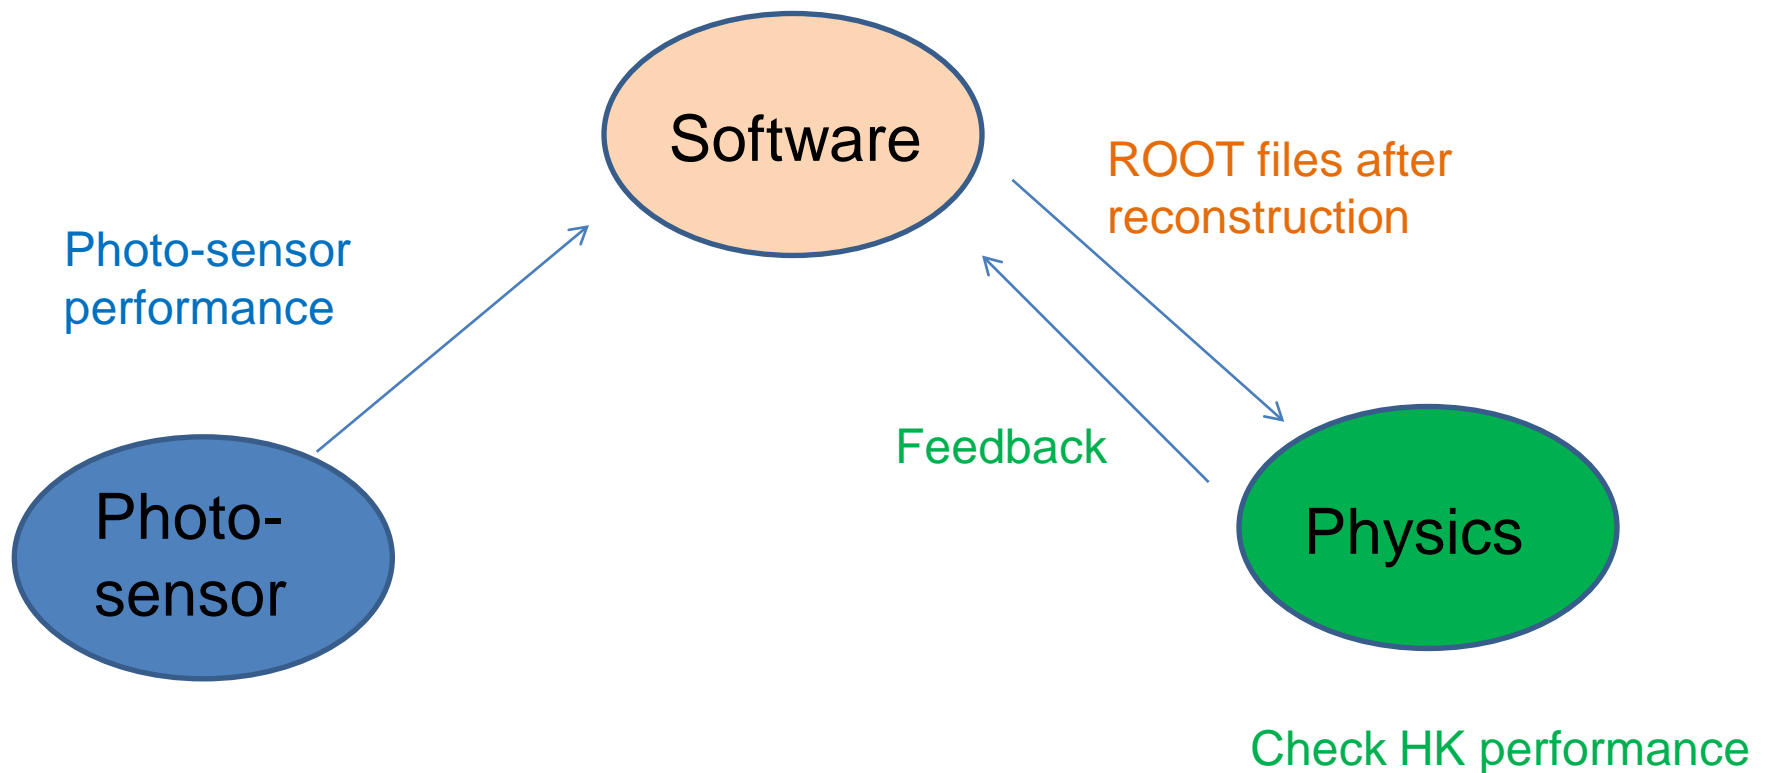 Software
ROOT files after
reconstruction
Photo-sensor
performance
Feedback
Photo-
sensor
Physics
Check HK performance